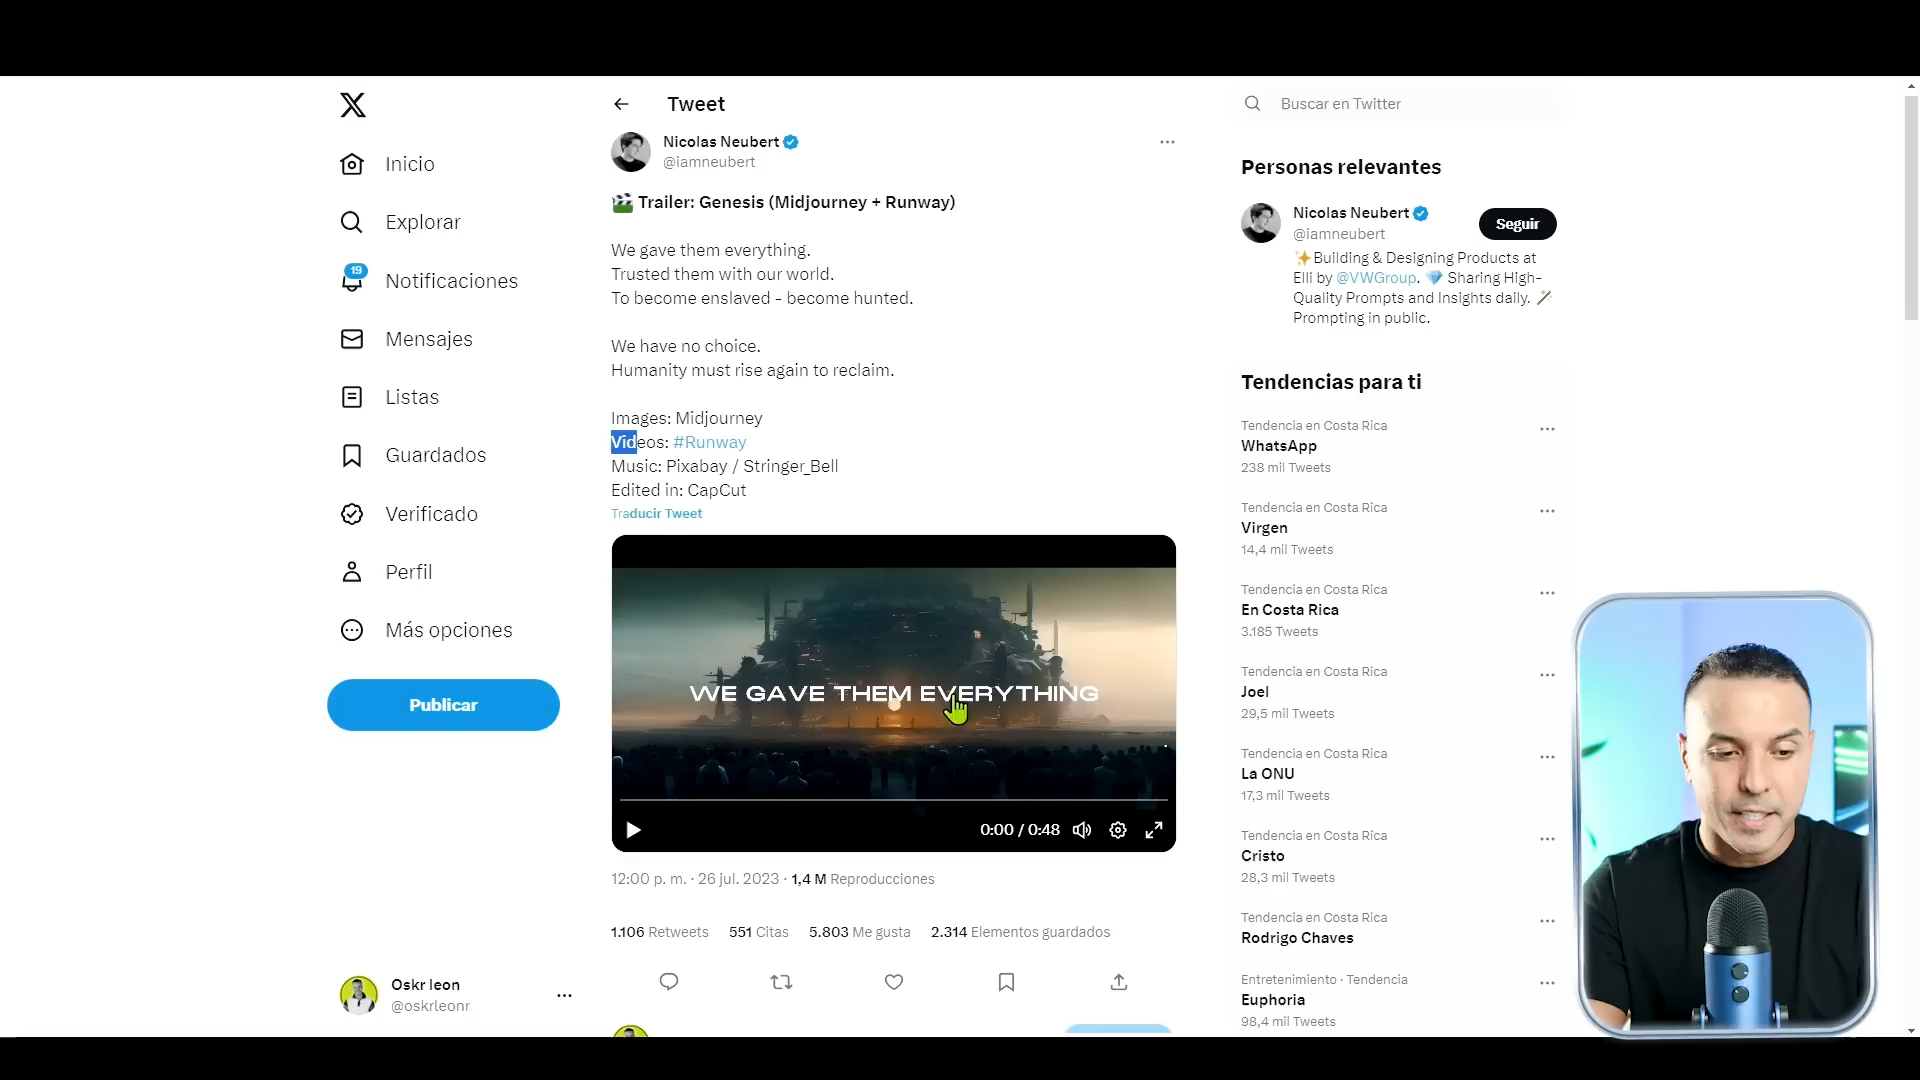 Inicio
Explorar
19
Notificaciones
Mensajes
Listas
Guardados
Verificado
Perfil
Más opciones
Publicar
Oskr leon
@oskrleonr
Tweet
Nicolas Neubert
@iamneubert
Trailer: Genesis (Midjourney + Runway)
We gave them everything.
Trusted them with our world.
To become enslaved - become hunted.
We have no choice.
Humanity must rise again to reclaim.
Images: Midjourney
Videos: #Runway
Music: Pixabay / Stringer_Bell
Edited in: CapCut
Traducir Tweet
WE GAVE THEM EVERYTHING
0:00 / 0:48
12:00 p. m. · 26 jul. 2023 · 1,4 M Reproducciones
1.106 Retweets 551 Citas 5.803 Me gusta 2.314 Elementos guardados
Buscar en Twitter
Personas relevantes
Nicolas Neubert
@iamneubert
Seguir
Building & Designing Products at
Elli by @VWGroup. Sharing High-
Quality Prompts and Insights daily.
Prompting in public.
Tendencias para ti
Tendencia en Costa Rica
WhatsApp
238 mil Tweets
Tendencia en Costa Rica
Virgen
14,4 mil Tweets
Tendencia en Costa Rica
En Costa Rica
3.185 Tweets
Tendencia en Costa Rica
Joel
29,5 mil Tweets
Tendencia en Costa Rica
La ONU
17,3 mil Tweets
Tendencia en Costa Rica
Cristo
28,3 mil Tweets
Tendencia en Costa Rica
Rodrigo Chaves
Entretenimiento · Tendencia
Euphoria
98,4 mil Tweets